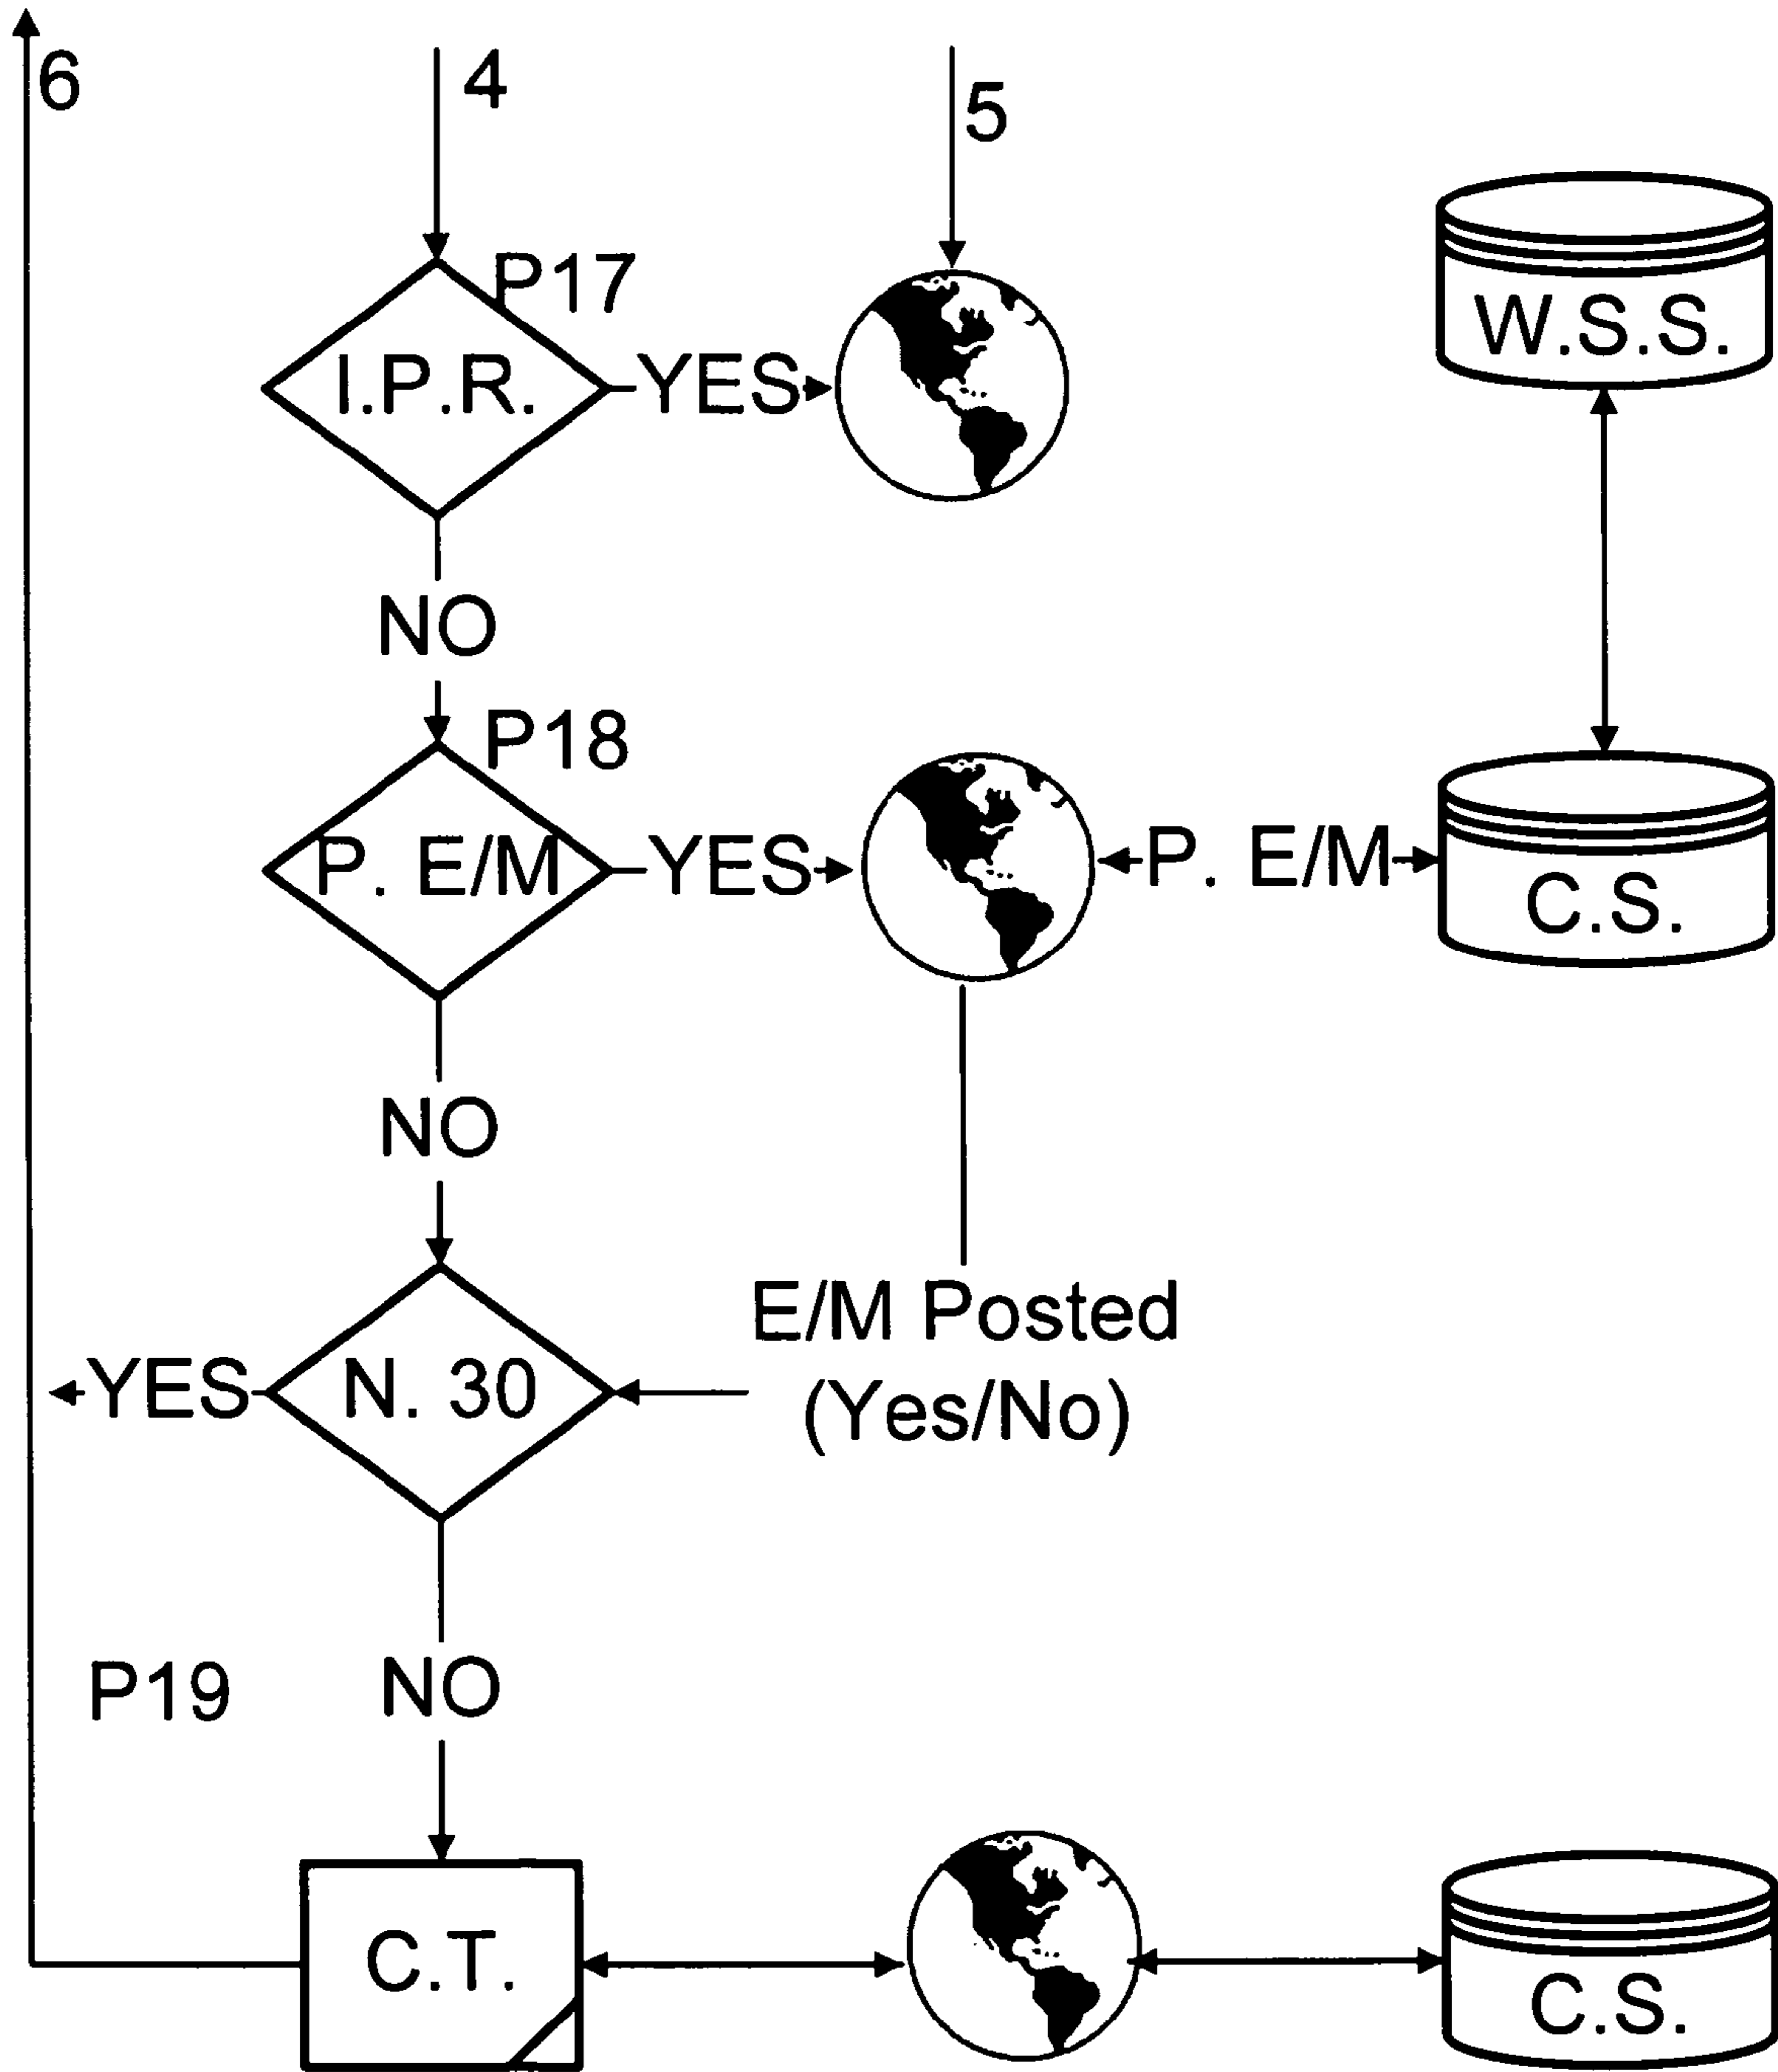 6
4
5
P17
I.P.R.
YES
W.S.S.
NO
P18
P. E/M
YES
P. E/M
C.S.
NO
E/M Posted
(Yes/No)
YES
N. 30
P19
NO
C.T.
C.S.